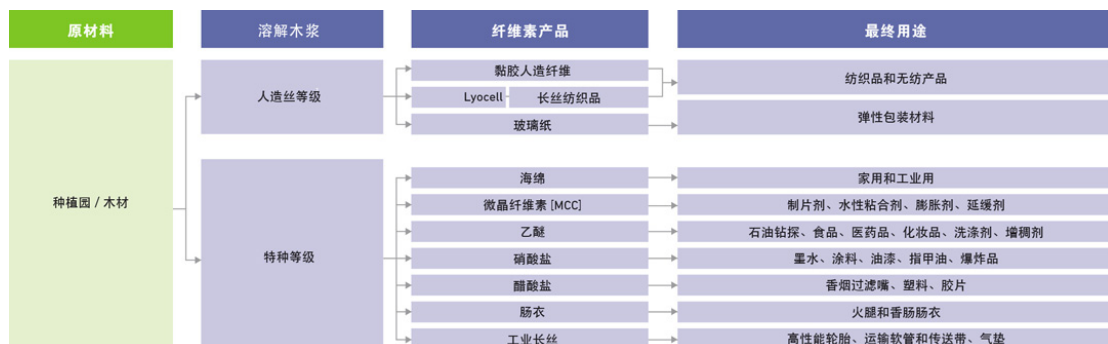 原材料
溶解木浆
纤维素产品
最终用途
种植园 / 木材
人造丝等级
黏胶人造纤维
Lyocell
长丝纺织品
玻璃纸
纺织品和无纺产品
弹性包装材料
特种等级
海绵
家用和工业用
微晶纤维素 [MCC]
制片剂、水性粘合剂、膨胀剂、延缓剂
乙醚
石油钻探、食品、医药品、化妆品、洗涤剂、增稠剂
硝酸盐
墨水、涂料、油漆、指甲油、爆炸品
醋酸盐
香烟过滤嘴、塑料、胶片
肠衣
火腿和香肠肠衣
工业长丝
高性能轮胎、运输软管和传送带、气垫